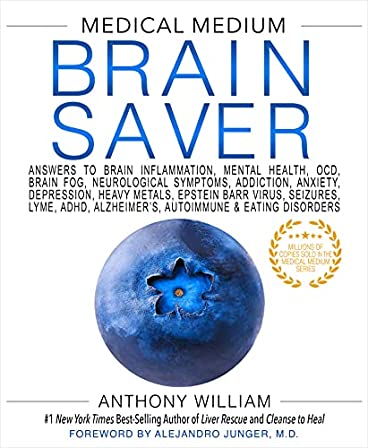 MEDICAL MEDIUM
BRAIN
SAVER
ANSWERS TO BRAIN INFLAMMATION, MENTAL HEALTH, OCD,
BRAIN FOG, NEUROLOGICAL SYMPTOMS, ADDICTION, ANXIETY,
DEPRESSION, HEAVY METALS, EPSTEIN BARR VIRUS, SEIZURES,
LYME, ADHD, ALZHEIMER'S, AUTOIMMUNE & EATING DISORDERS
MILLIONS OF
COPIES SOLD IN THE
MEDICAL MEDIUM
SERIES
ANTHONY WILLIAM
#1 New York Times Best-Selling Author of Liver Rescue and Cleanse to Heal
FOREWORD BY ALEJANDRO JUNGER, M.D.